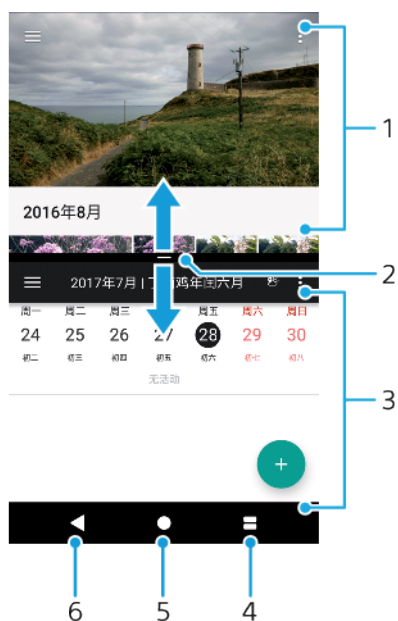 1
2016年8月
2
2017年7月 | 丁 鸡年闰六月
周一 周二 周三 周五 周六 周日
24 25 26 27 28 29 30
初二 初三 初四 初五 初六 初七 初八
无活动
3
+
6 5 4